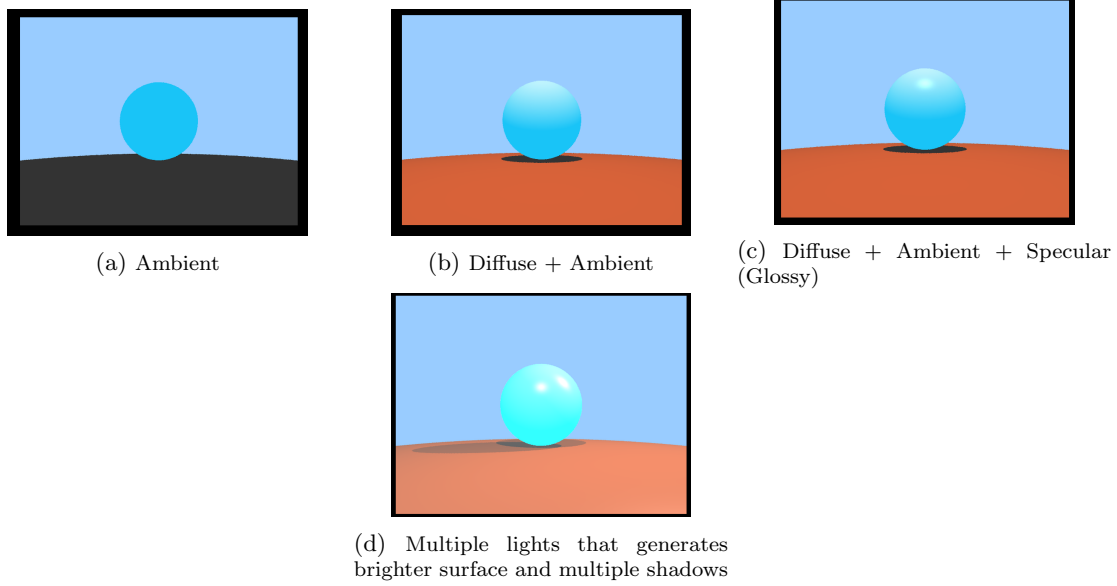 (a) Ambient
(b) Diffuse + Ambient
(c) Diffuse + Ambient + Specular
(Glossy)
(d) Multiple lights that generates
brighter surface and multiple shadows